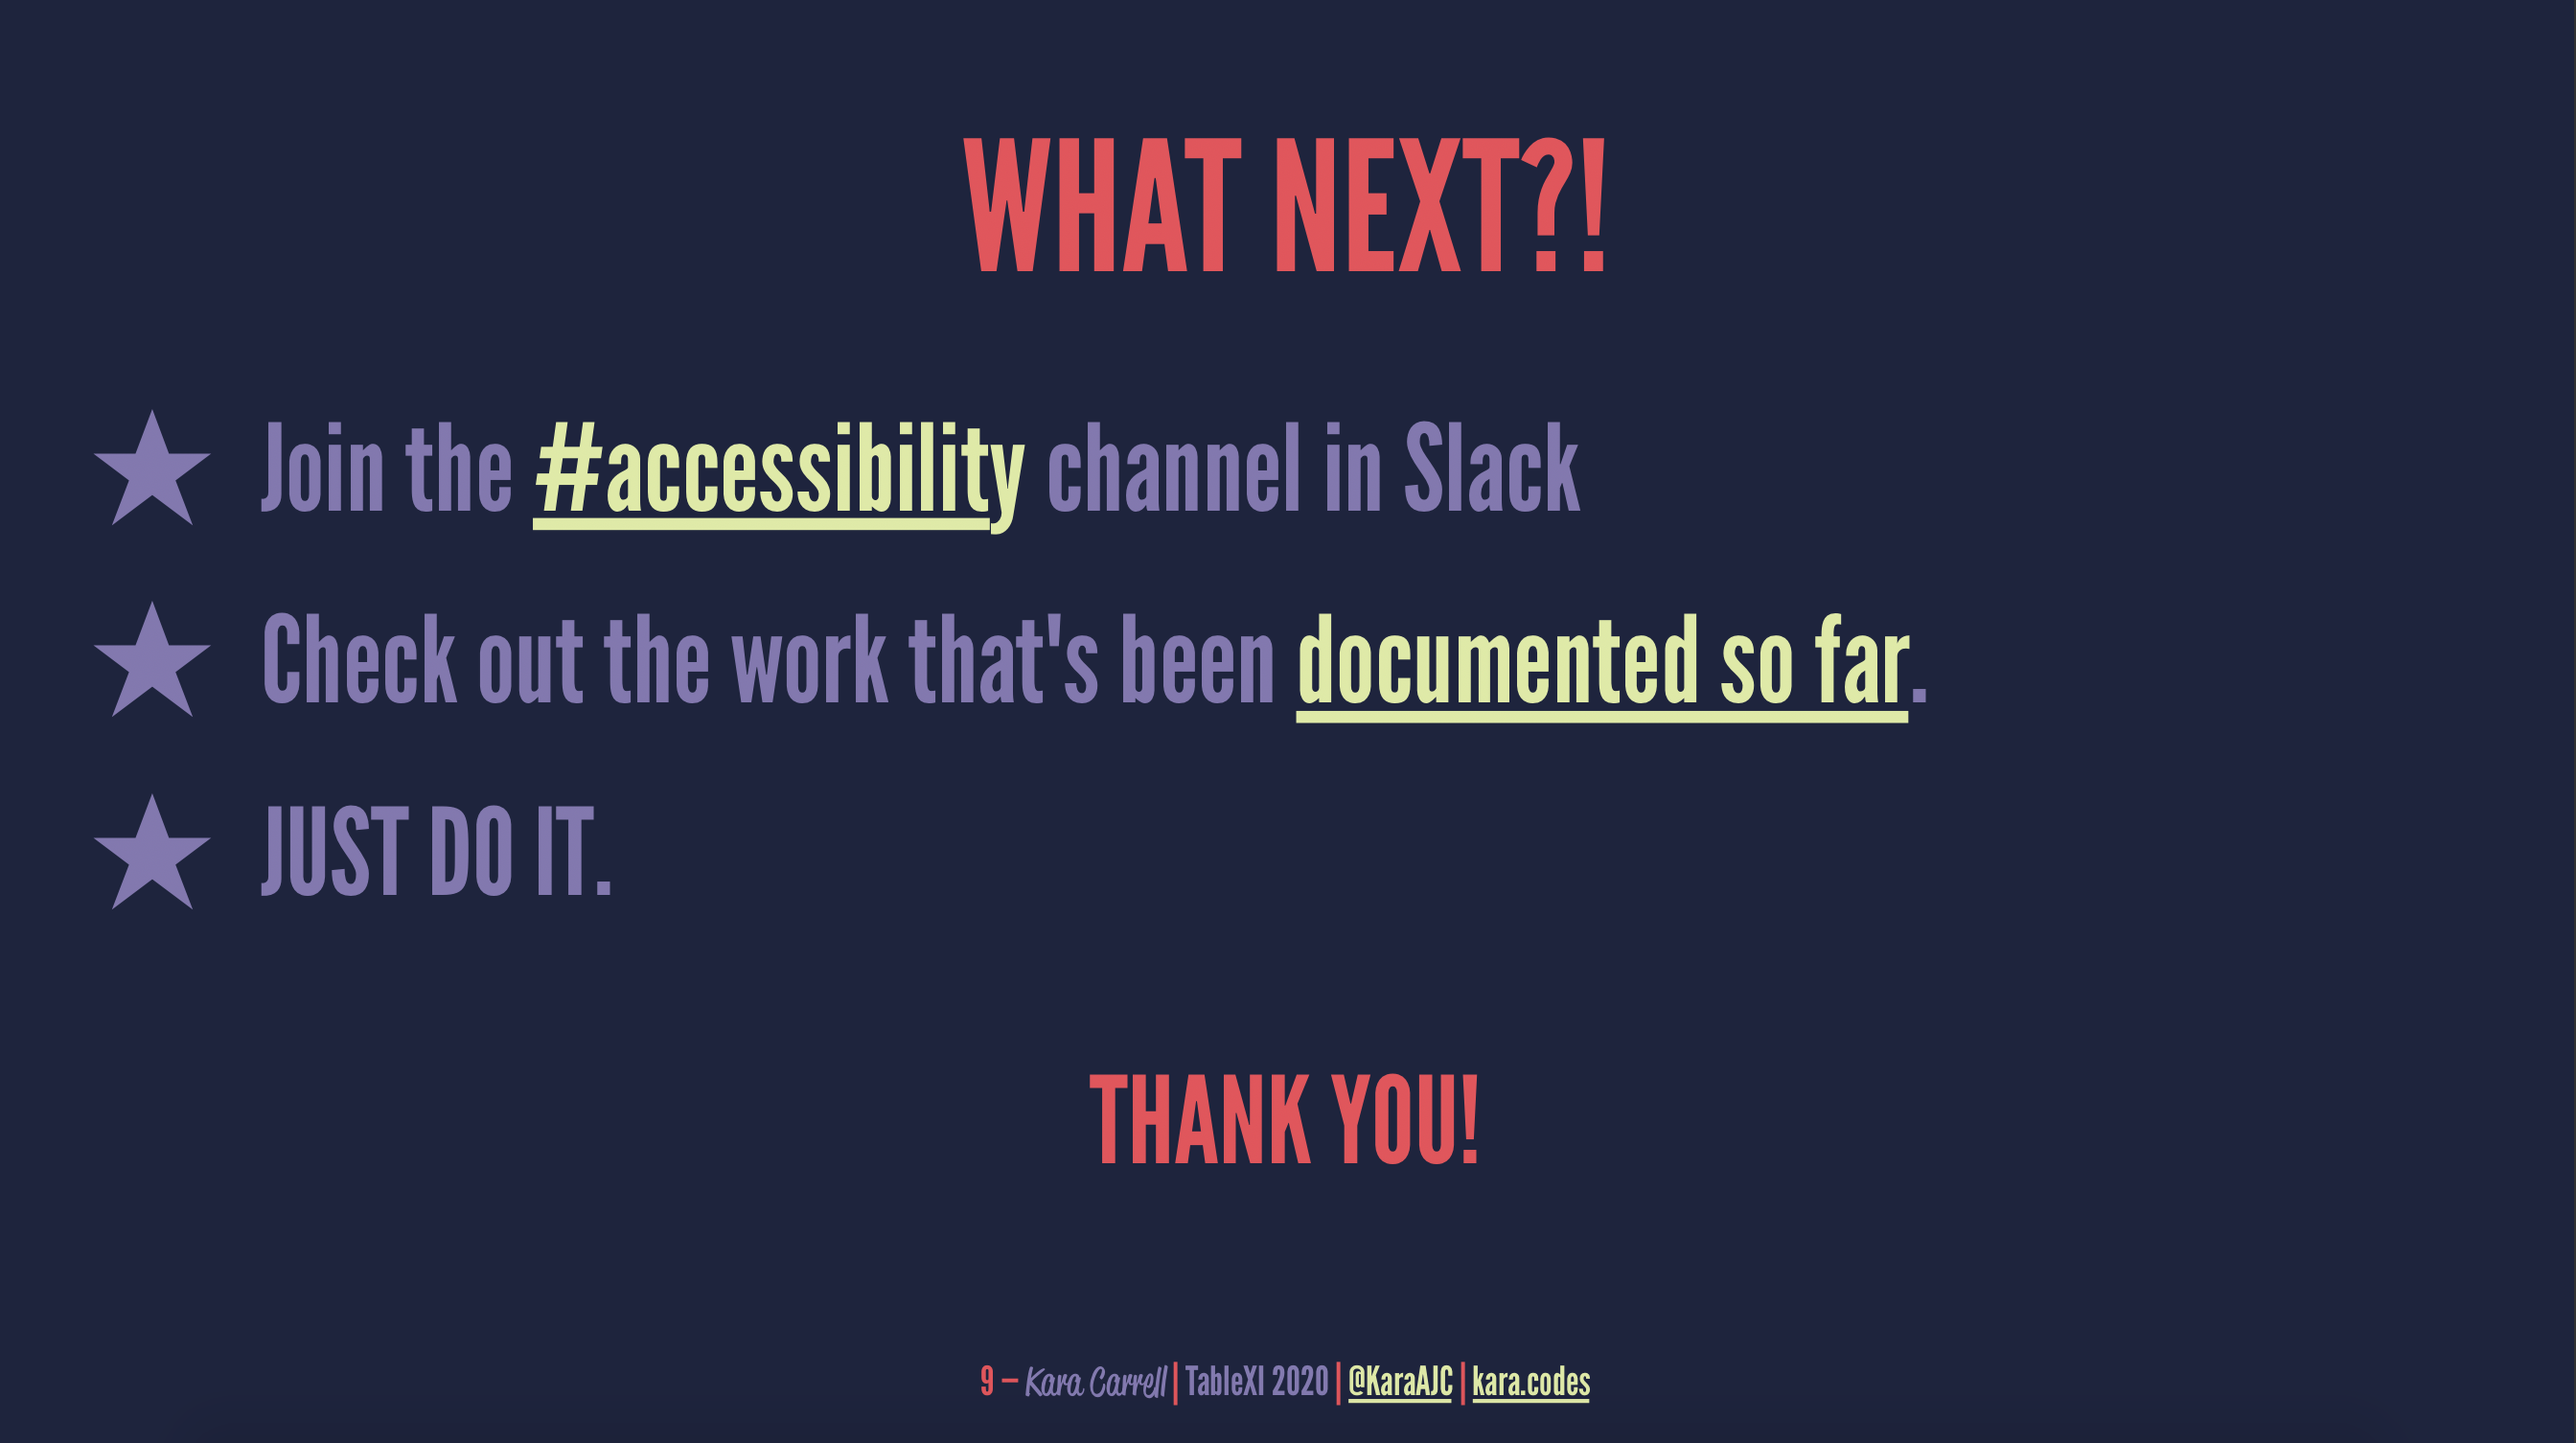 WHAT NEXT?!
Join the #accessibility channel in Slack
Check out the work that's been documented so far.
JUST DO IT.
THANK YOU!
9 — Kara Carrell | TableXI 2020 | @KaraAJC | kara.codes